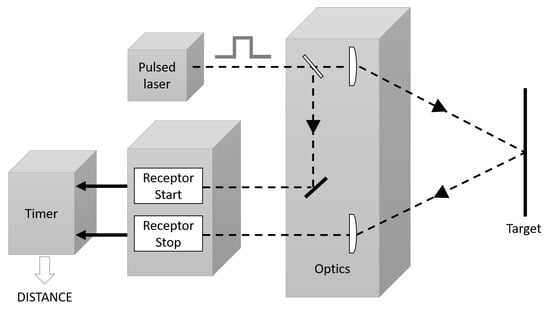 Pulsed
laser
Receptor
Start
Receptor
Stop
Timer
Optics
Target
DISTANCE